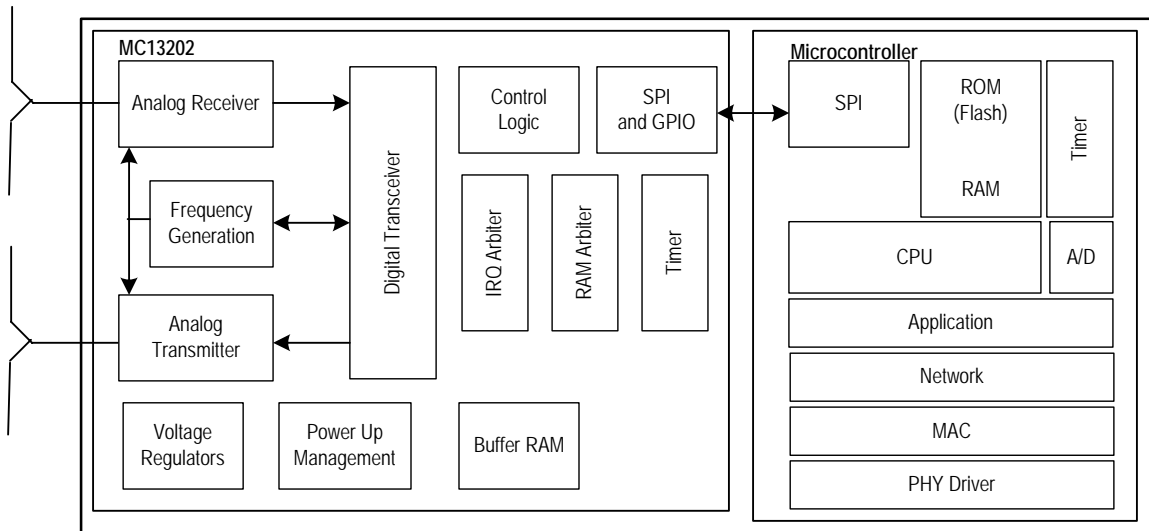 MC13202
Analog Receiver
Frequency
Generation
Analog
Transmitter
Digital Transceiver
Control
Logic
SPI
and GPIO
IRQ Arbiter
RAM Arbiter
Timer
Voltage
Regulators
Power Up
Management
Buffer RAM
Microcontroller
SPI
ROM
(Flash)
RAM
Timer
CPU
A/D
Application
Network
MAC
PHY Driver